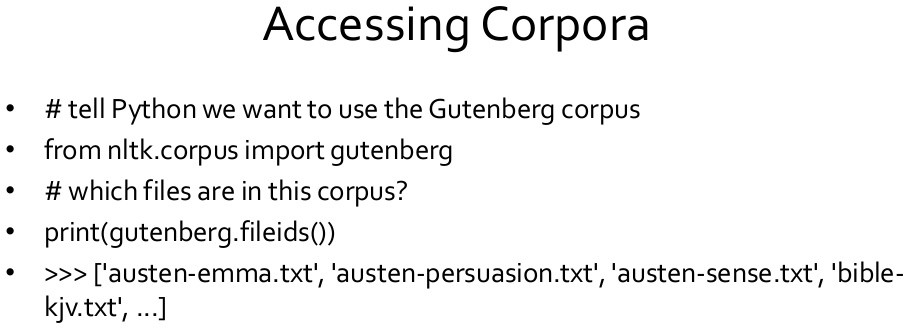 Accessing Corpora
• # tell Python we want to use the Gutenberg corpus
• from nltk.corpus import gutenberg
• # which files are in this corpus?
• print(gutenberg.fileids())
• >>> ['austen-emma.txt', 'austen-persuasion.txt', 'austen-sense.txt', 'bible-
kjv.txt', ...]